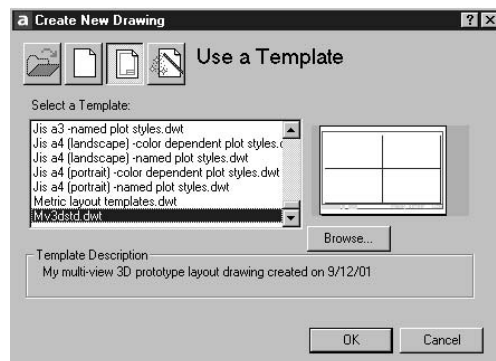 a Create New Drawing ? X
Use a Template
Select a Template:
Jis a3 -named plot styles.dwt
Jis a4 (landscape) -color dependent plot styles.
Jis a4 (landscape) -named plot styles.dwt
Jis a4 (portrait) -color dependent plot styles.dwt
Jis a4 (portrait) -named plot styles.dwt
Metric layout templates.dwt
Mv3dstd.dwt
Browse...
Template Description
My multi-view 3D prototype layout drawing created on 9/12/01
OK Cancel